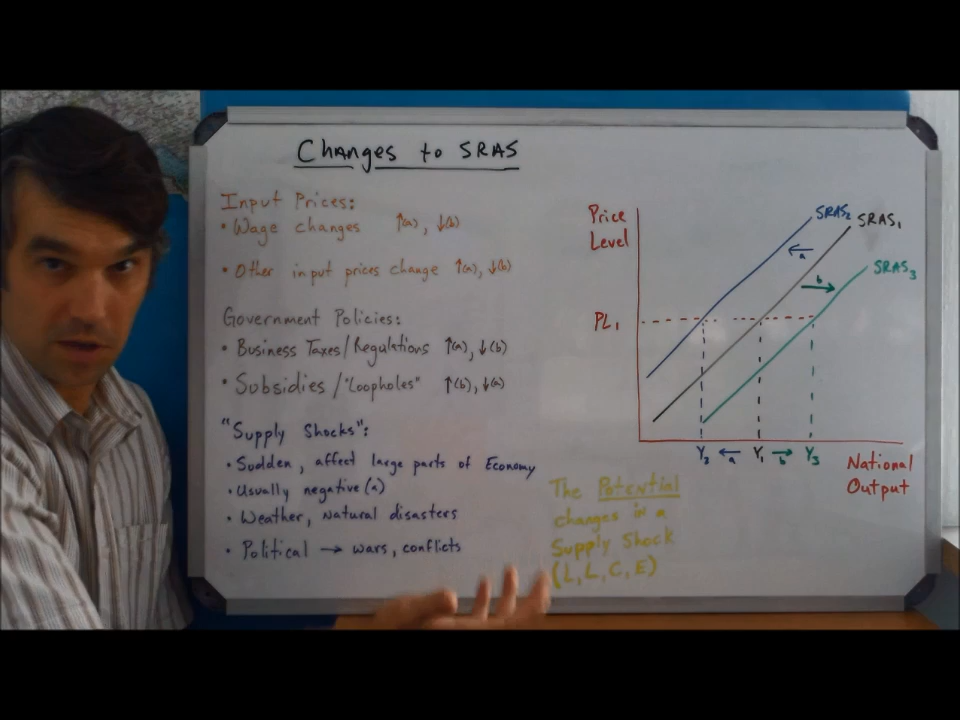 Changes to SRAS
Input Prices:
• Wage changes ↑(a), ↓(b)
• Other input prices change ↑(a), ↓(b)
Government Policies:
• Business Taxes/Regulations ↑(a), ↓(b)
• Subsidies/"Loopholes" ↑(b), ↓(a)
"Supply Shocks":
• Sudden, affect large parts of Economy
• Usually negative (a)
• Weather, Natural disasters
• Political → wars, conflicts
The Potential
changes in a
Supply Shock
(L, L, C, E)
Price
Level
SRAS₂
SRAS₁
SRAS₃
a
b
PL₁
Y₂ ← a Y₁ → b Y₃
National
Output